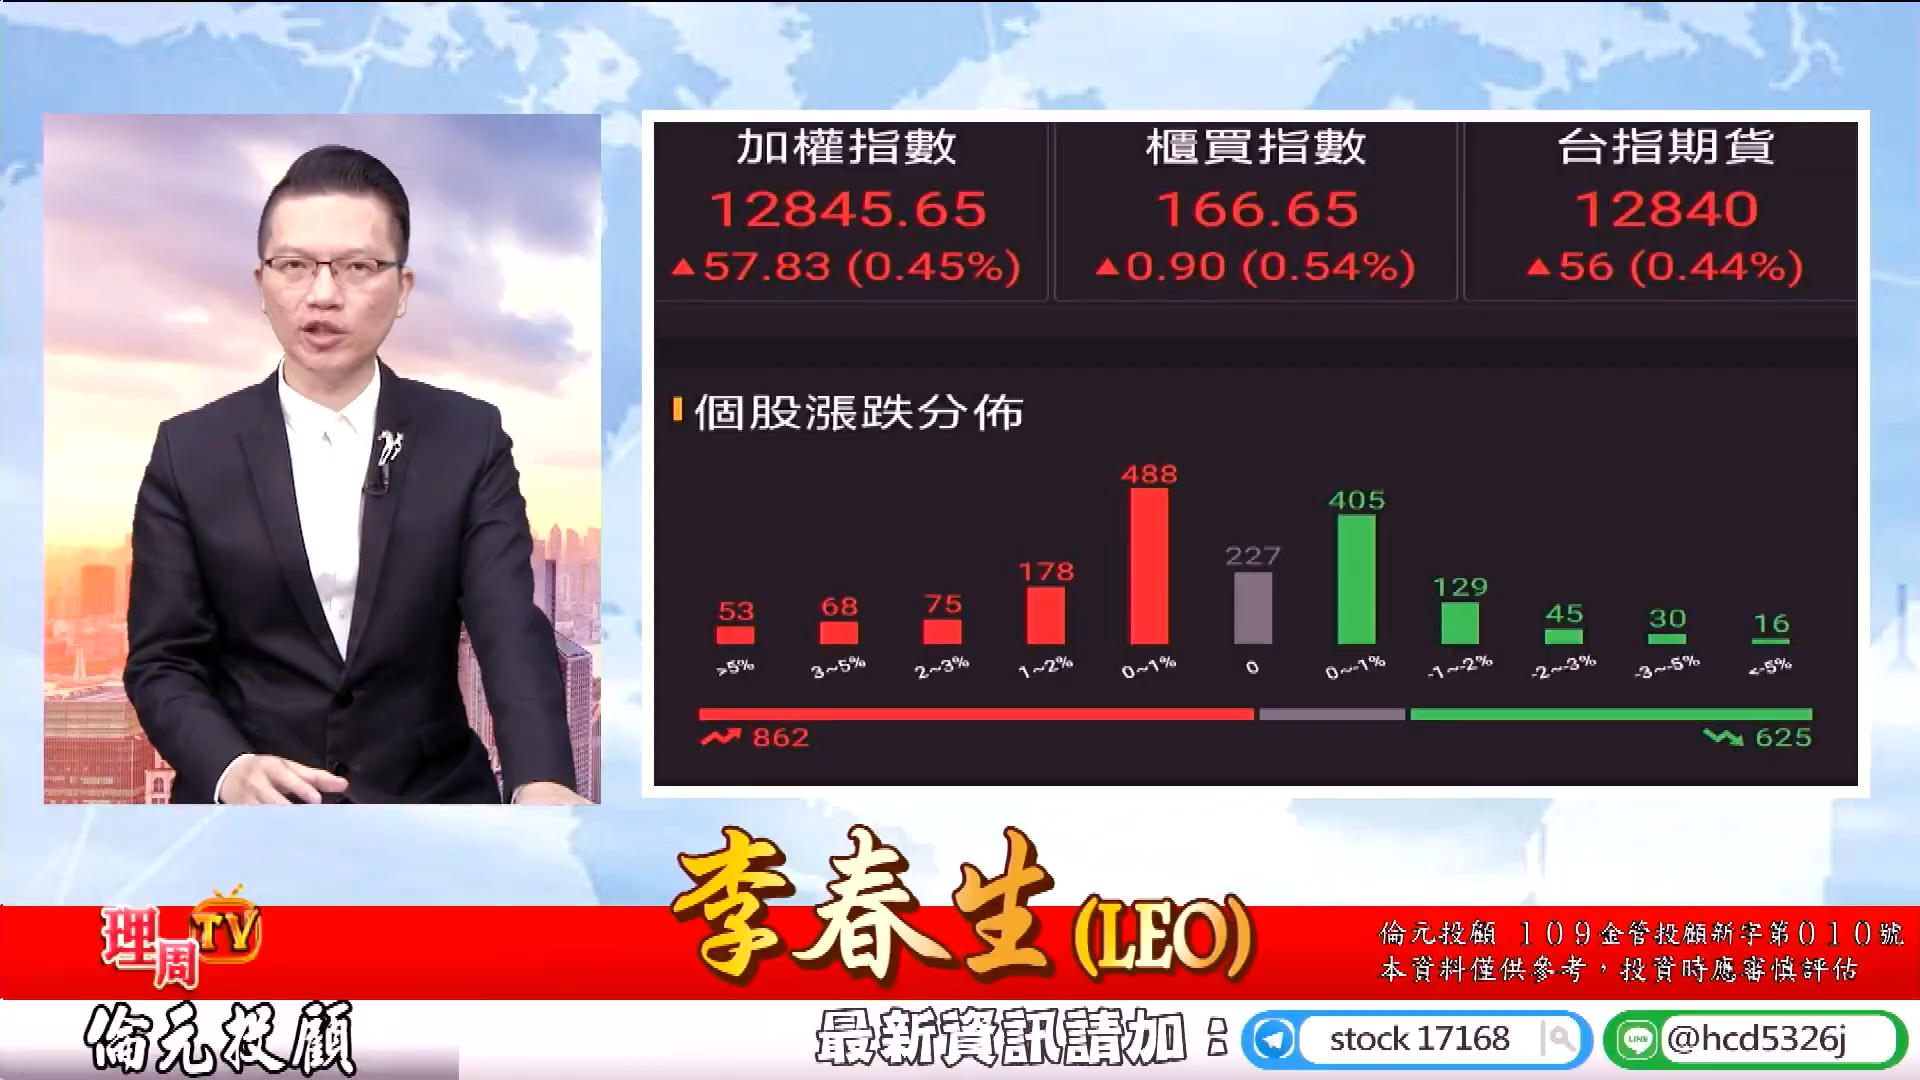 加權指數
12845.65
▲57.83 (0.45%)
櫃買指數
166.65
▲0.90 (0.54%)
台指期貨
12840
▲56 (0.44%)
個股漲跌分佈
53 68 75 178 488 227 405 129 45 30 16
>5% 3~5% 2~3% 1~2% 0~1% 0 0~-1% -1~-2% -2~-3% -3~-5% <-5%
862 625
李春生(LEO)
理周TV
倫元投顧 109金管投顧新字第010號
本資料僅供參考，投資時應審慎評估
倫元投顧
最新資訊請加：
stock17168
LINE
@hcd5326j